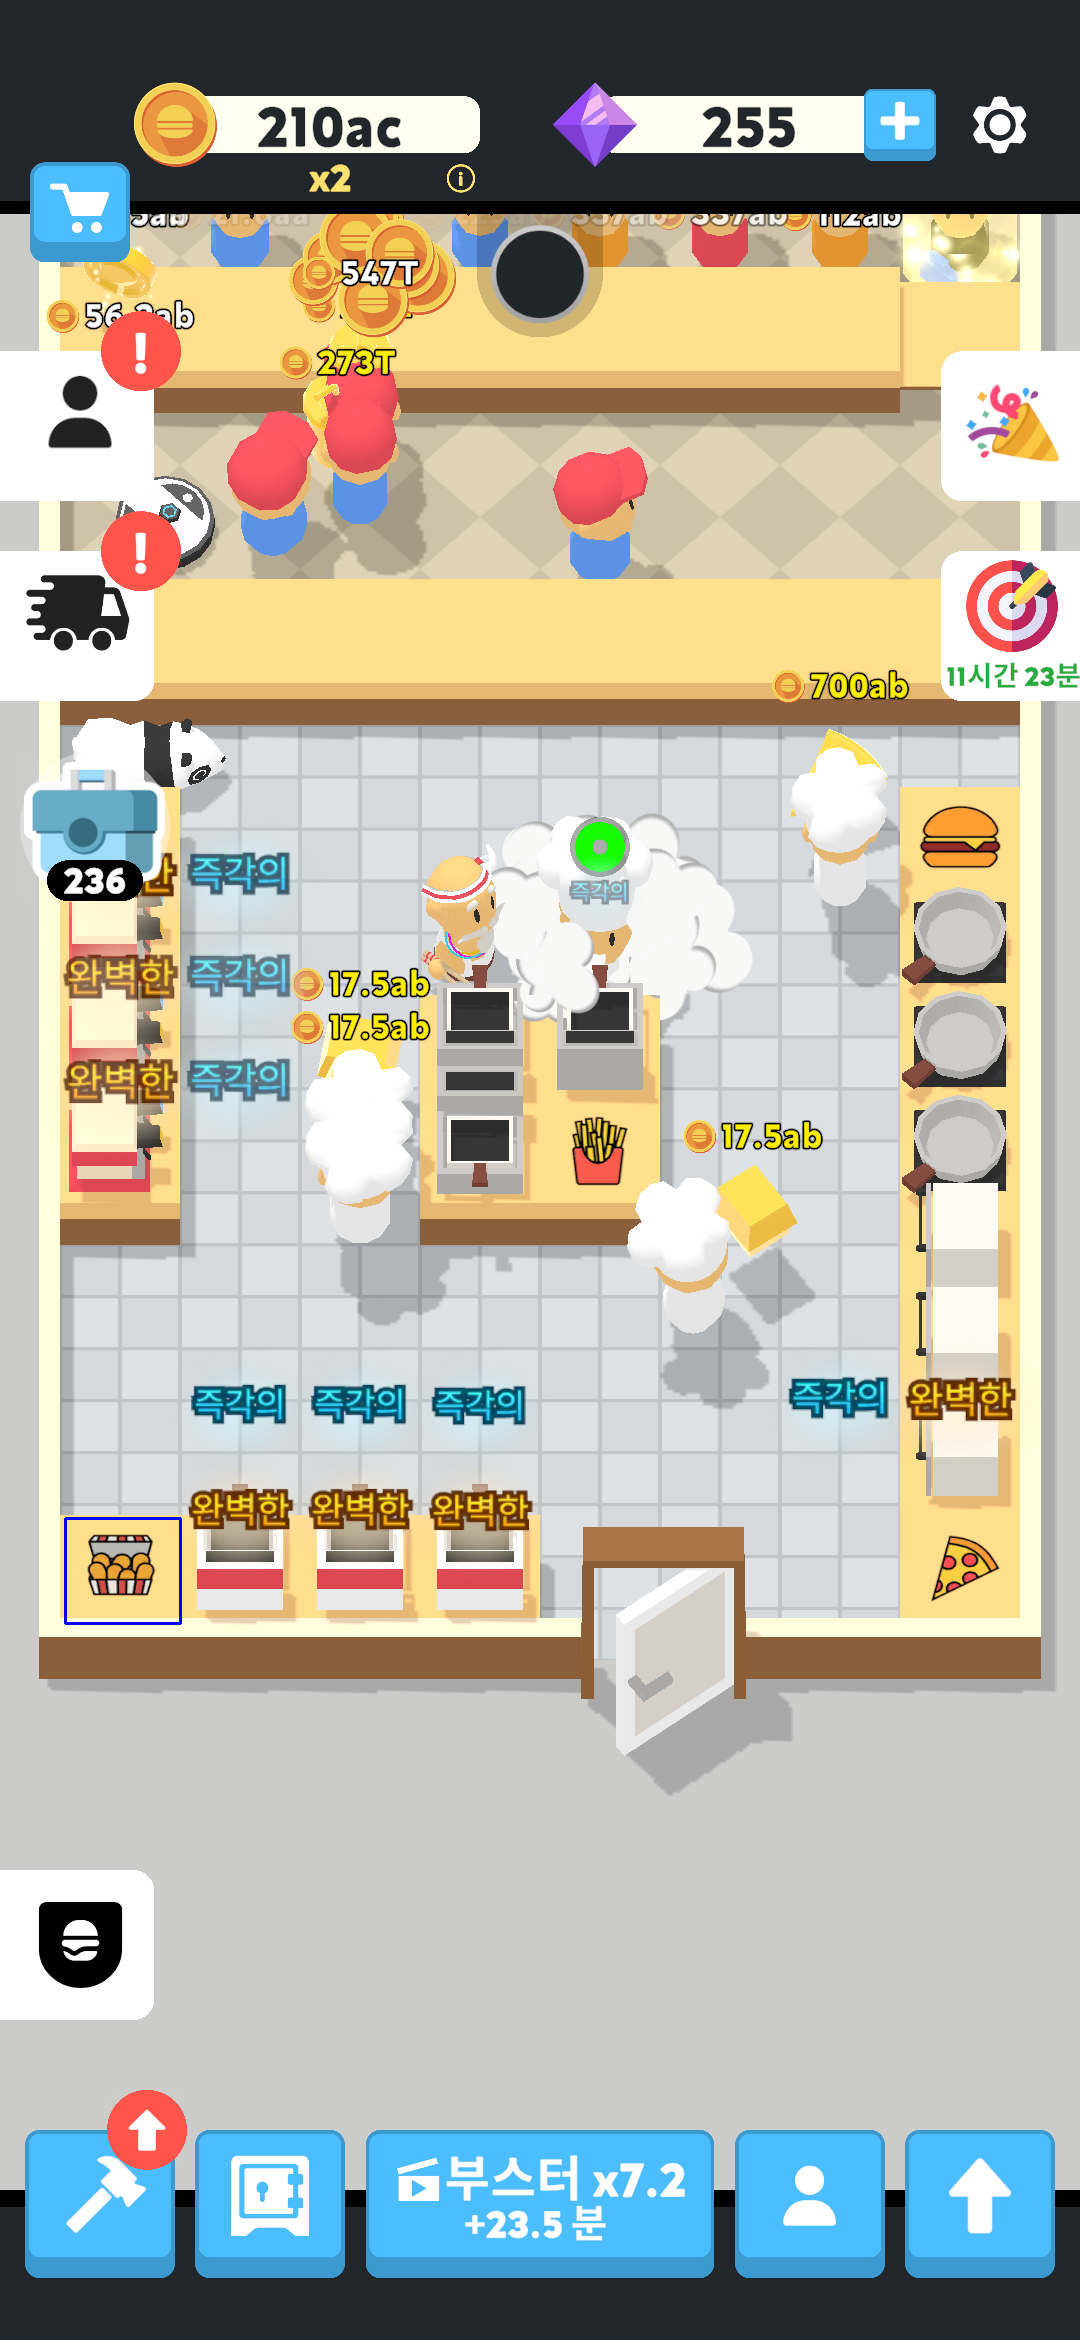 210ac
255
x2
547T
273T
700ab
11시간 23분
236
즉각의
즉각의
완벽한 즉각의
17.5ab
17.5ab
완벽한 즉각의
17.5ab
즉각의 즉각의 즉각의
즉각의 완벽한
완벽한 완벽한 완벽한
부스터 x7.2
+23.5 분